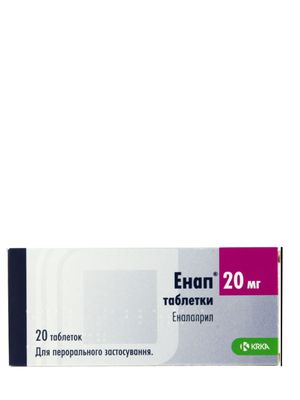 Енап® 20 мг
таблетки
Еналаприл
20 таблеток
Для перорального застосування.
KRKA